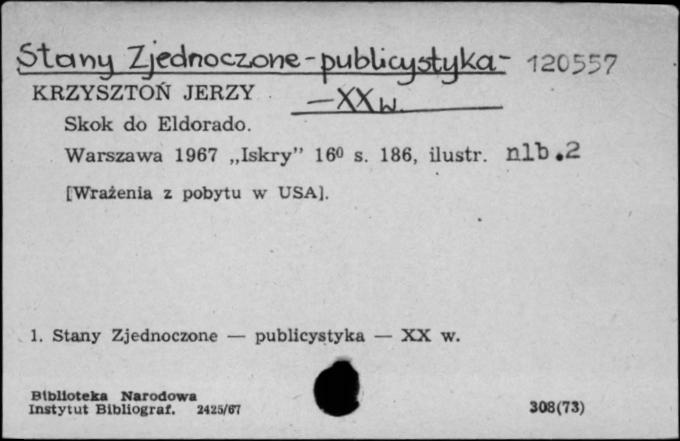 Stany Zjednoczone - publicystyka - 120557
KRZYSZTOŃ JERZY — XX w.
Skok do Eldorado.
Warszawa 1967 „Iskry” 16⁰ s. 186, ilustr. nlb.2
[Wrażenia z pobytu w USA].
1. Stany Zjednoczone — publicystyka — XX w.
Biblioteka Narodowa
Instytut Bibliograf. 2425/67 308(73)